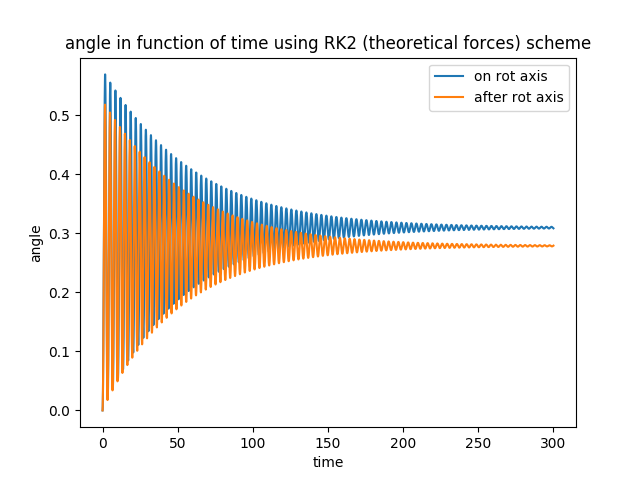 angle in function of time using RK2 (theoretical forces) scheme
on rot axis
after rot axis
0.5
0.4
0.3
0.2
0.1
0.0
angle
0 50 100 150 200 250 300
time